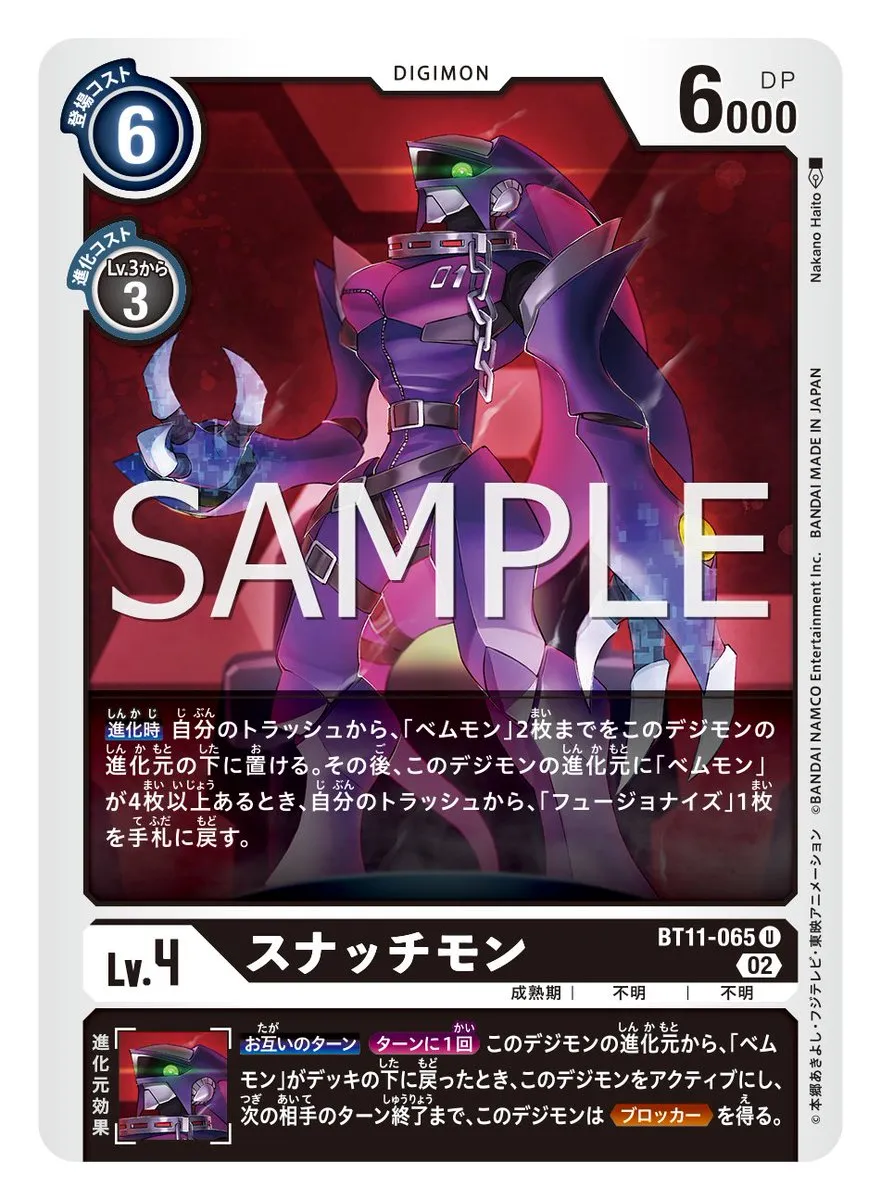 DIGIMON
登場コスト
6
6000
DP
進化コスト
Lv.3から
3
01
Nakano Haito
SAMPLE
進化時 自分のトラッシュから、「ベムモン」2枚までをこのデジモンの
進化元の下に置ける。その後、このデジモンの進化元に「ベムモン」
が4枚以上あるとき、自分のトラッシュから、「フュージョナイズ」1枚
を手札に戻す。
Lv.4
スナッチモン
BT11-065 U
02
成熟期 | 不明 | 不明
進化元効果
お互いのターン ターンに1回 このデジモンの進化元から、「ベム
モン」がデッキの下に戻ったとき、このデジモンをアクティブにし、
次の相手のターン終了まで、このデジモンは ブロッカー を得る。
©本郷あきよし・フジテレビ・東映アニメーション ©BANDAI NAMCO Entertainment Inc. BANDAI MADE IN JAPAN